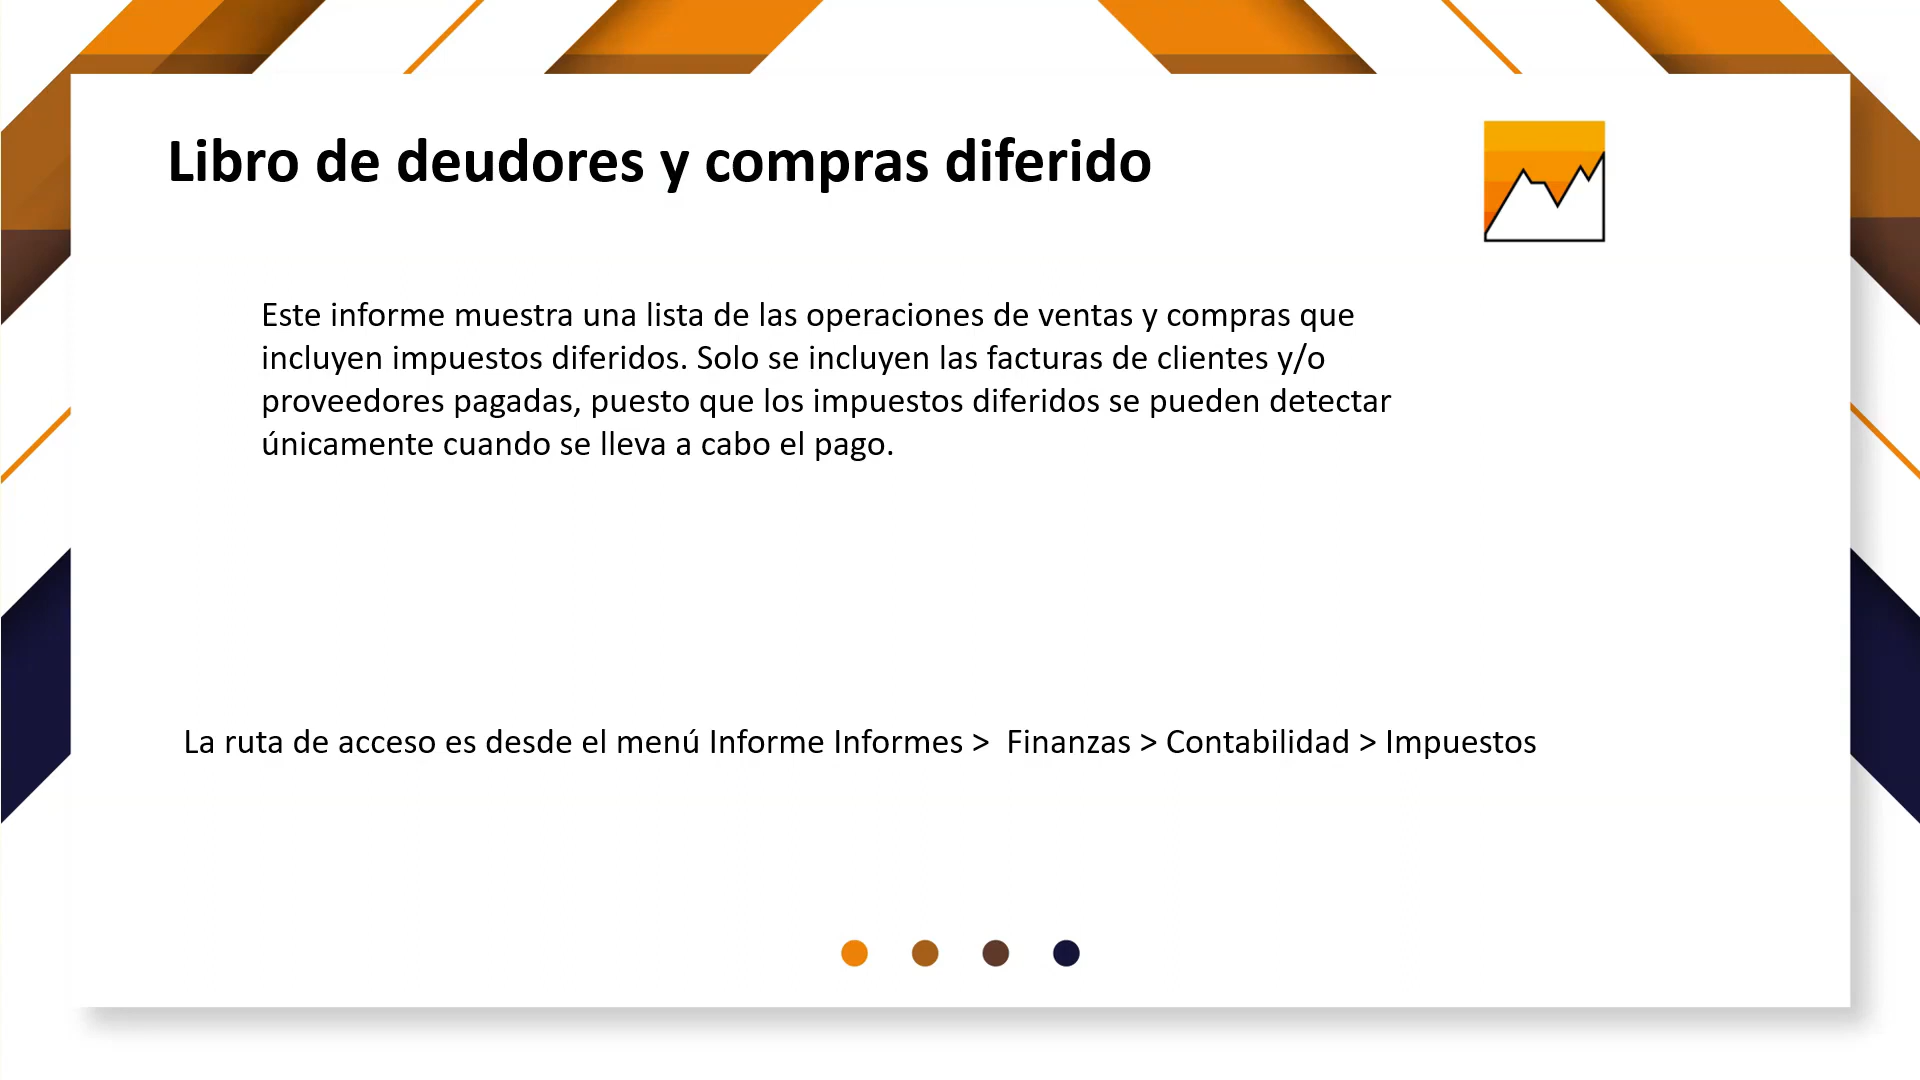 Libro de deudores y compras diferido
Este informe muestra una lista de las operaciones de ventas y compras que
incluyen impuestos diferidos. Solo se incluyen las facturas de clientes y/o
proveedores pagadas, puesto que los impuestos diferidos se pueden detectar
únicamente cuando se lleva a cabo el pago.
La ruta de acceso es desde el menú Informe Informes >  Finanzas > Contabilidad > Impuestos